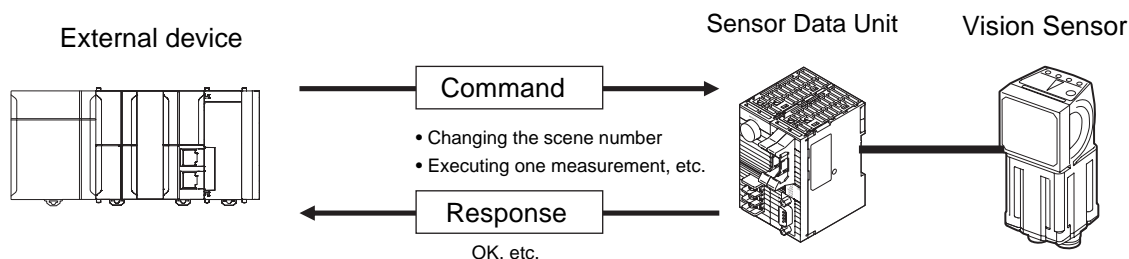 Sensor Data Unit
Vision Sensor
External device
Command
• Changing the scene number
• Executing one measurement, etc.
Response
OK, etc.